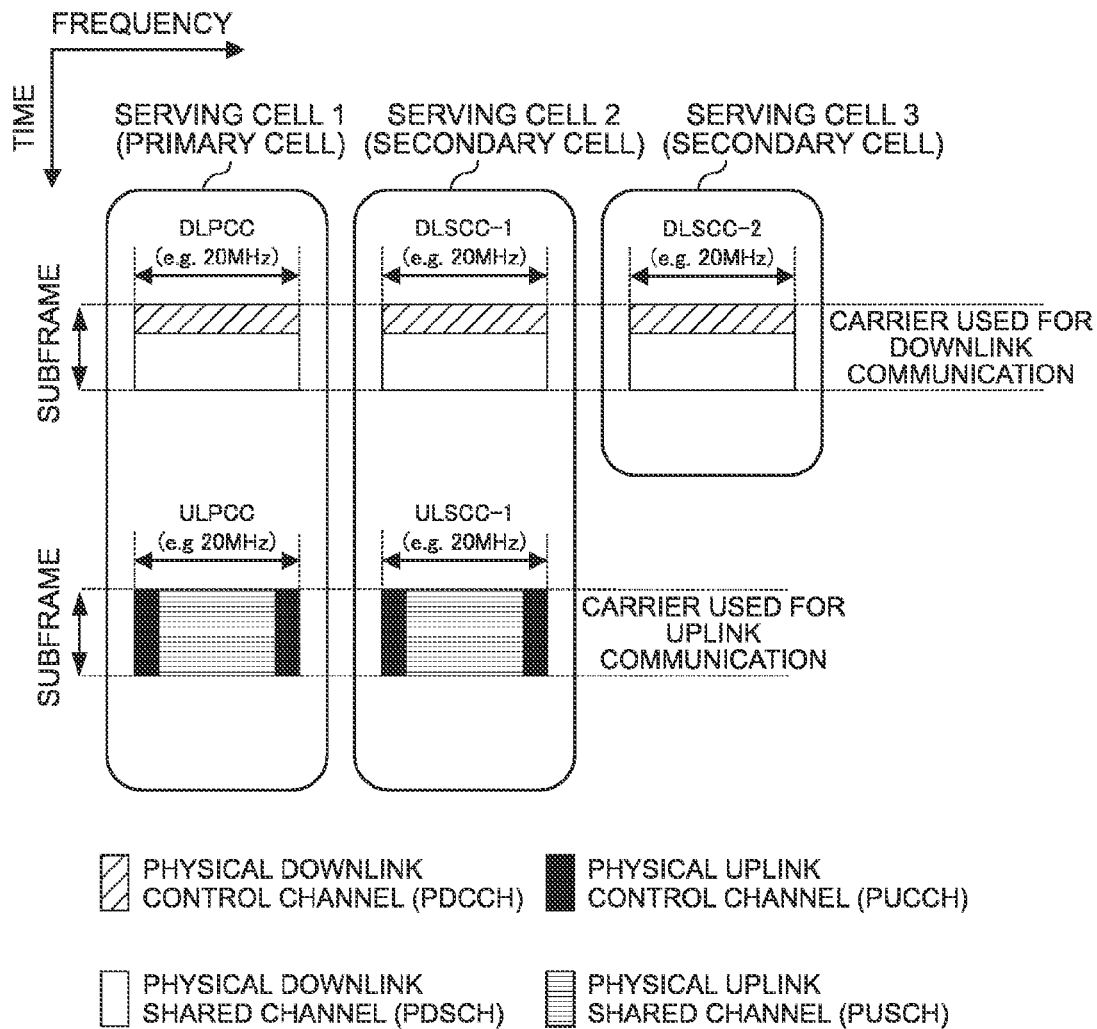 FREQUENCY
TIME
SERVING CELL 1
(PRIMARY CELL)
SERVING CELL 2
(SECONDARY CELL)
SERVING CELL 3
(SECONDARY CELL)
DLPCC
(e.g. 20MHz)
DLSCC-1
(e.g. 20MHz)
DLSCC-2
(e.g. 20MHz)
SUBFRAME
CARRIER USED FOR
DOWNLINK
COMMUNICATION
ULPCC
(e.g 20MHz)
ULSCC-1
(e.g. 20MHz)
SUBFRAME
CARRIER USED FOR
UPLINK
COMMUNICATION
PHYSICAL DOWNLINK
CONTROL CHANNEL (PDCCH)
PHYSICAL UPLINK
CONTROL CHANNEL (PUCCH)
PHYSICAL DOWNLINK
SHARED CHANNEL (PDSCH)
PHYSICAL UPLINK
SHARED CHANNEL (PUSCH)